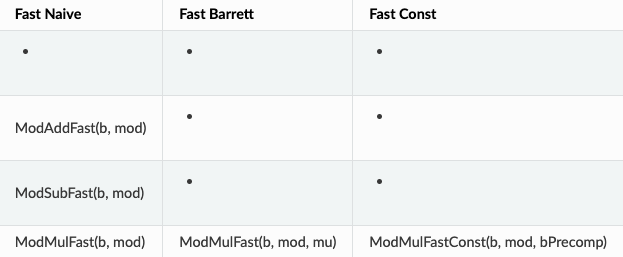 Fast Naive Fast Barrett Fast Const
• • •
ModAddFast(b, mod) • •
ModSubFast(b, mod) • •
ModMulFast(b, mod) ModMulFast(b, mod, mu) ModMulFastConst(b, mod, bPrecomp)